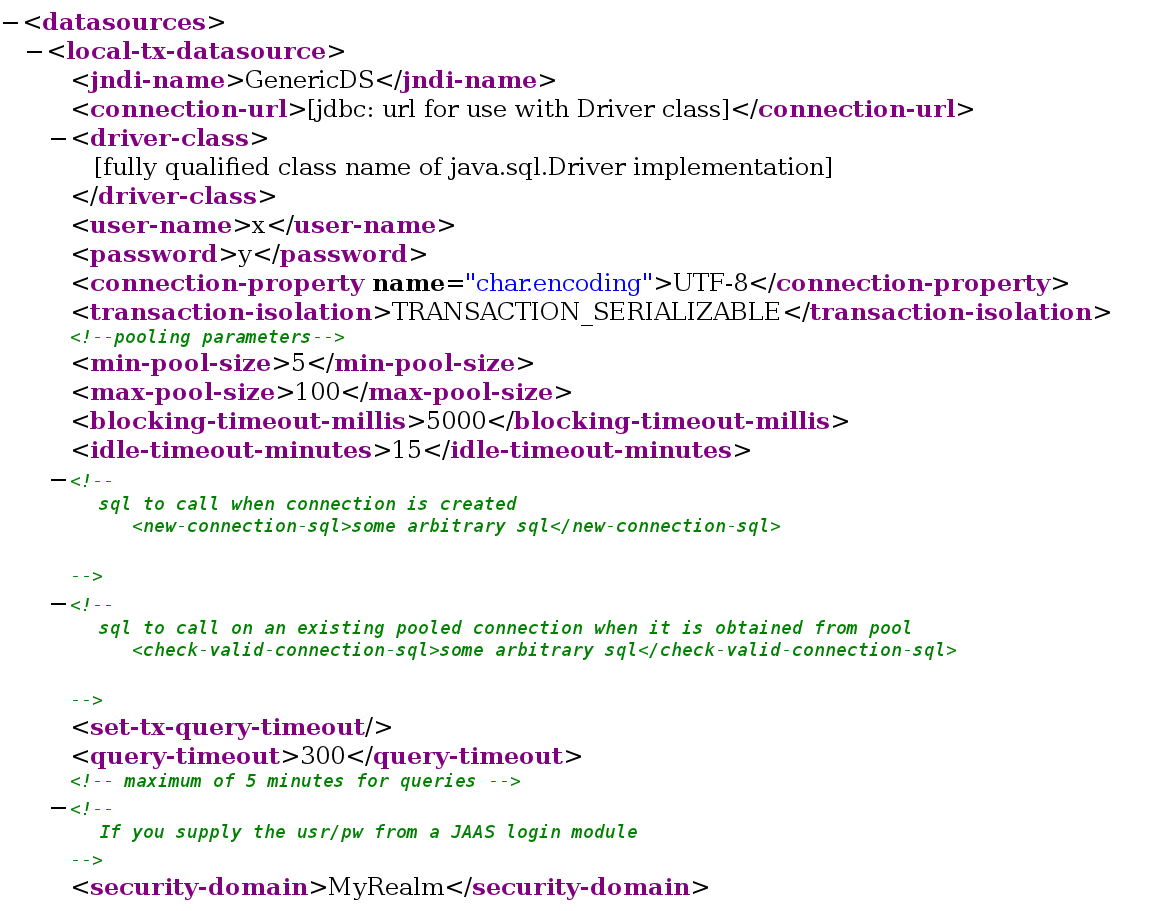 −<datasources>
−<local-tx-datasource>
<jndi-name>GenericDS</jndi-name>
<connection-url>[jdbc: url for use with Driver class]</connection-url>
−<driver-class>
[fully qualified class name of java.sql.Driver implementation]
</driver-class>
<user-name>x</user-name>
<password>y</password>
<connection-property name="char.encoding">UTF-8</connection-property>
<transaction-isolation>TRANSACTION_SERIALIZABLE</transaction-isolation>
<!--pooling parameters-->
<min-pool-size>5</min-pool-size>
<max-pool-size>100</max-pool-size>
<blocking-timeout-millis>5000</blocking-timeout-millis>
<idle-timeout-minutes>15</idle-timeout-minutes>
−<!--
sql to call when connection is created
<new-connection-sql>some arbitrary sql</new-connection-sql>
-->
−<!--
sql to call on an existing pooled connection when it is obtained from pool
<check-valid-connection-sql>some arbitrary sql</check-valid-connection-sql>
-->
<set-tx-query-timeout/>
<query-timeout>300</query-timeout>
<!-- maximum of 5 minutes for queries -->
−<!--
If you supply the usr/pw from a JAAS login module
-->
<security-domain>MyRealm</security-domain>